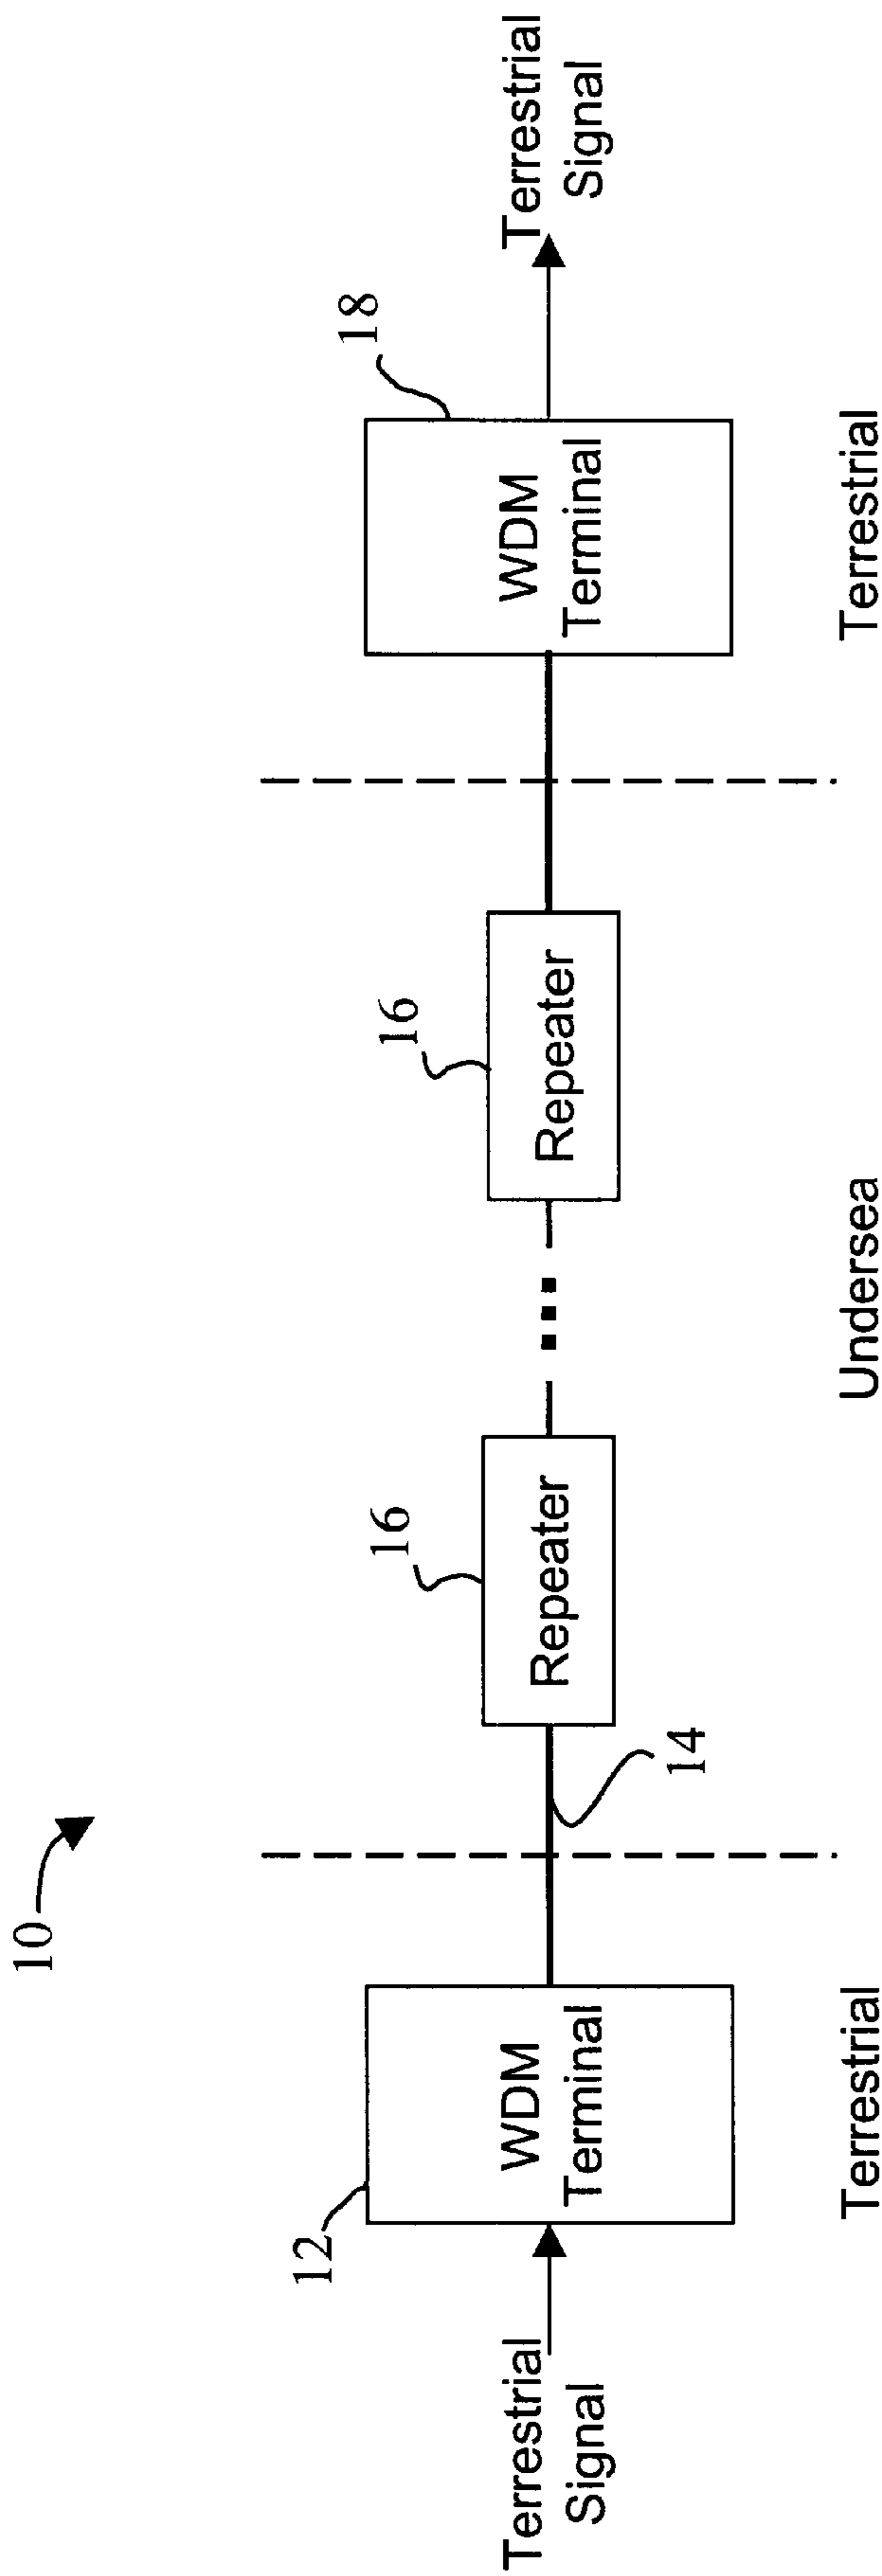 10
12
18
16
16
14
Terrestrial
Signal
WDM
Terminal
Repeater
Repeater
WDM
Terminal
Terrestrial
Signal
Terrestrial
Undersea
Terrestrial